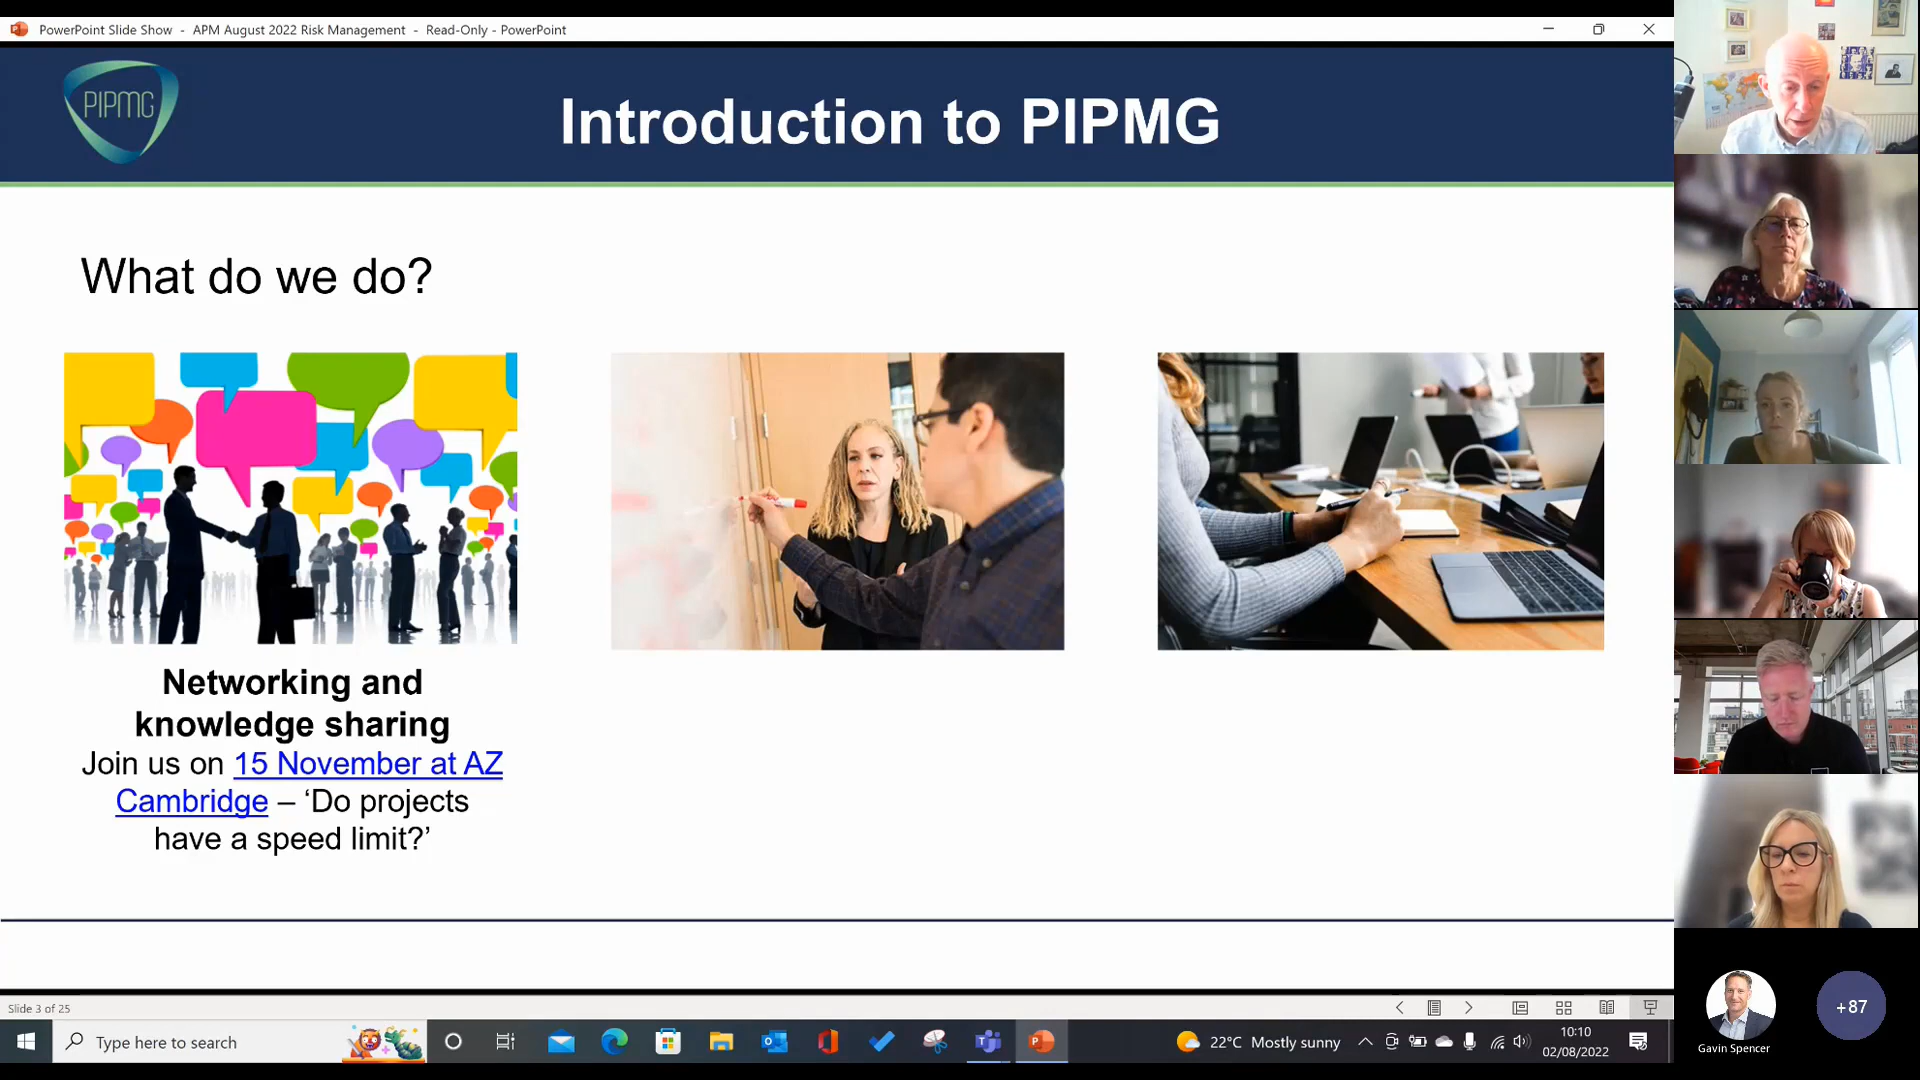 PowerPoint Slide Show - APM August 2022 Risk Management - Read-Only - PowerPoint
PIPMG
Introduction to PIPMG
What do we do?
Networking and
knowledge sharing
Join us on 15 November at AZ
Cambridge – ‘Do projects
have a speed limit?’
Slide 3 of 25
Type here to search
22°C Mostly sunny
10:10
02/08/2022
+87
Gavin Spencer